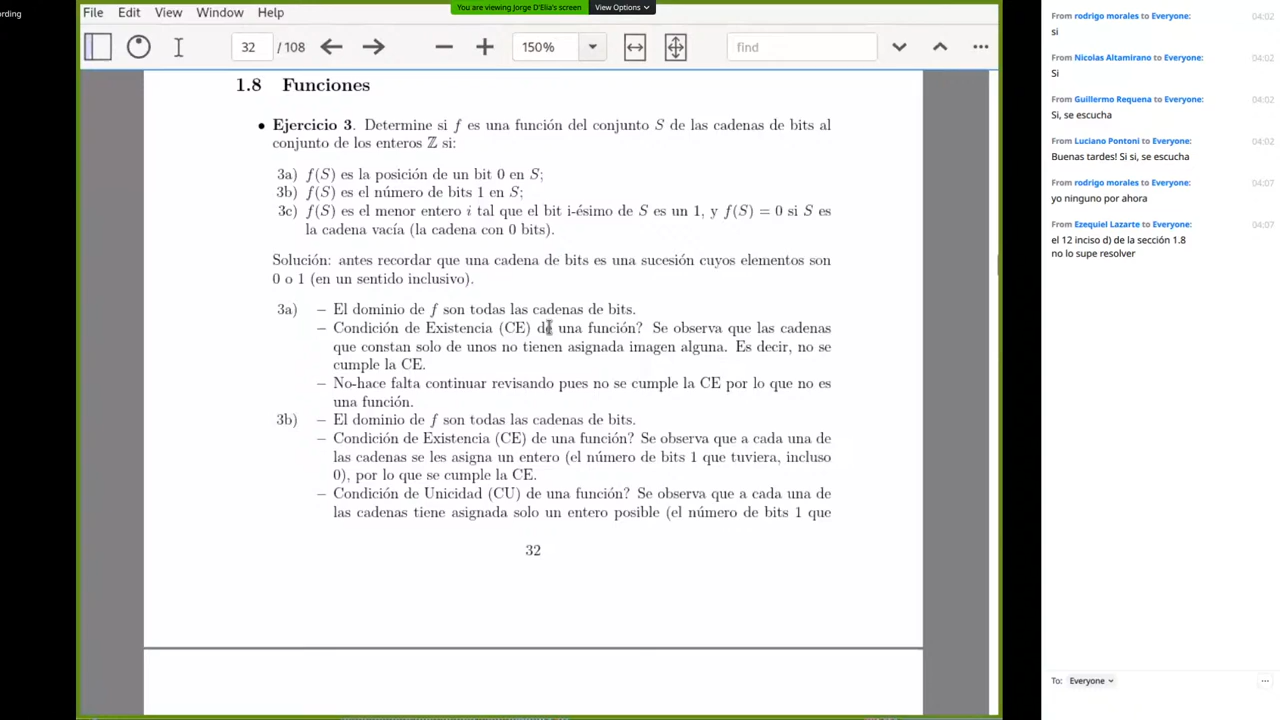 ording
You are viewing Jorge D'Elia's screen
View Options
File Edit View Window Help
32 / 108
150%
find
1.8 Funciones
• Ejercicio 3. Determine si f es una función del conjunto S de las cadenas de bits al
conjunto de los enteros ℤ si:
3a) f(S) es la posición de un bit 0 en S;
3b) f(S) es el número de bits 1 en S;
3c) f(S) es el menor entero i tal que el bit i-ésimo de S es un 1, y f(S) = 0 si S es
la cadena vacía (la cadena con 0 bits).
Solución: antes recordar que una cadena de bits es una sucesión cuyos elementos son
0 o 1 (en un sentido inclusivo).
3a) – El dominio de f son todas las cadenas de bits.
– Condición de Existencia (CE) de una función? Se observa que las cadenas
que constan solo de unos no tienen asignada imagen alguna. Es decir, no se
cumple la CE.
– No-hace falta continuar revisando pues no se cumple la CE por lo que no es
una función.
3b) – El dominio de f son todas las cadenas de bits.
– Condición de Existencia (CE) de una función? Se observa que a cada una de
las cadenas se les asigna un entero (el número de bits 1 que tuviera, incluso
0), por lo que se cumple la CE.
– Condición de Unicidad (CU) de una función? Se observa que a cada una de
las cadenas tiene asignada solo un entero posible (el número de bits 1 que
32
From rodrigo morales to Everyone: 04:02
si
From Nicolas Altamirano to Everyone: 04:02
Si
From Guillermo Requena to Everyone: 04:02
Si, se escucha
From Luciano Pontoni to Everyone: 04:02
Buenas tardes! Si si, se escucha
From rodrigo morales to Everyone: 04:07
yo ninguno por ahora
From Ezequiel Lazarte to Everyone: 04:07
el 12 inciso d) de la sección 1.8
no lo supe resolver
To: Everyone